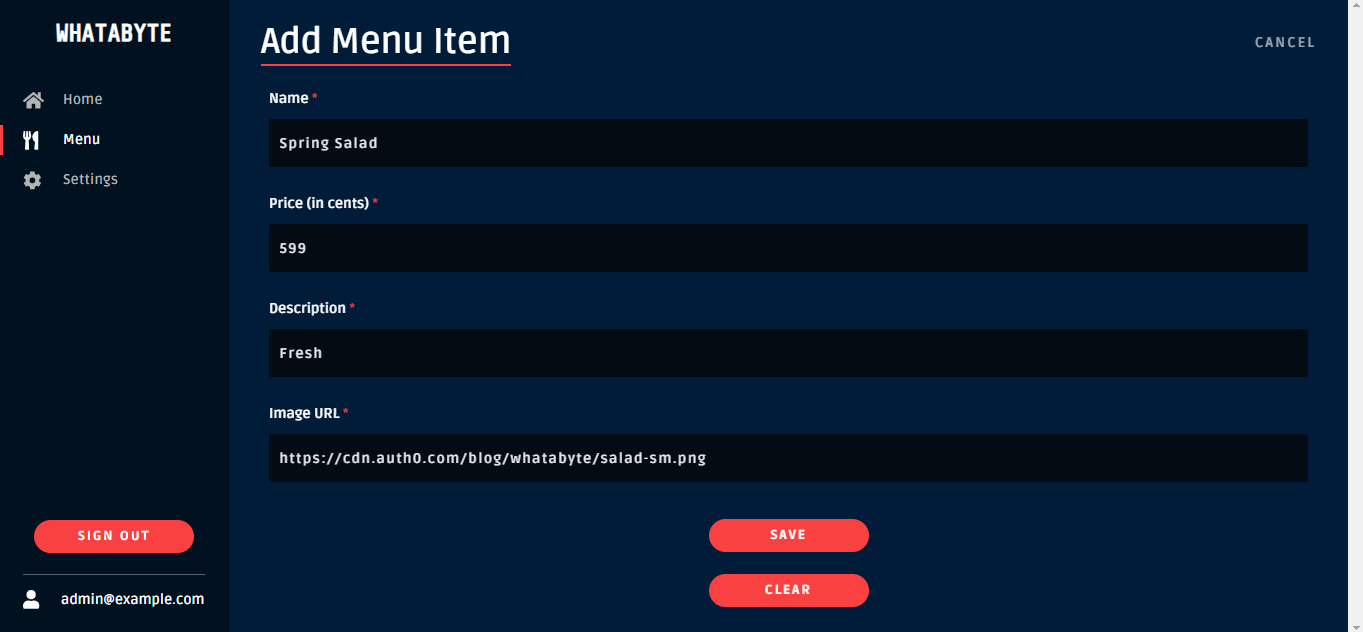 WHATABYTE
Home
Menu
Settings
SIGN OUT
admin@example.com
Add Menu Item
CANCEL
Name *
Spring Salad
Price (in cents) *
599
Description *
Fresh
Image URL *
https://cdn.auth0.com/blog/whatabyte/salad-sm.png
SAVE
CLEAR